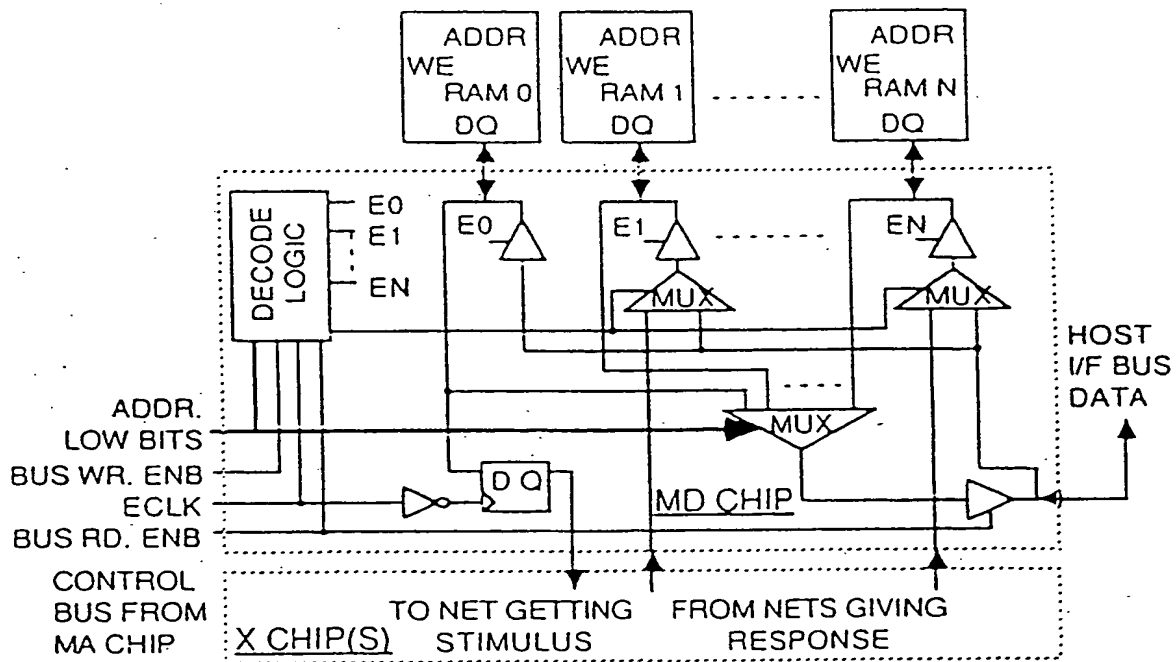 ADDR
WE
RAM 0
DQ
ADDR
WE
RAM 1
DQ
ADDR
WE
RAM N
DQ
DECODE
LOGIC
E0
E1
EN
E0
E1
EN
MUX
MUX
HOST
I/F BUS
DATA
ADDR.
LOW BITS
MUX
BUS WR. ENB
D Q
ECLK
MD CHIP
BUS RD. ENB
CONTROL
BUS FROM
MA CHIP
TO NET GETTING
STIMULUS
FROM NETS GIVING
RESPONSE
X CHIP(S)